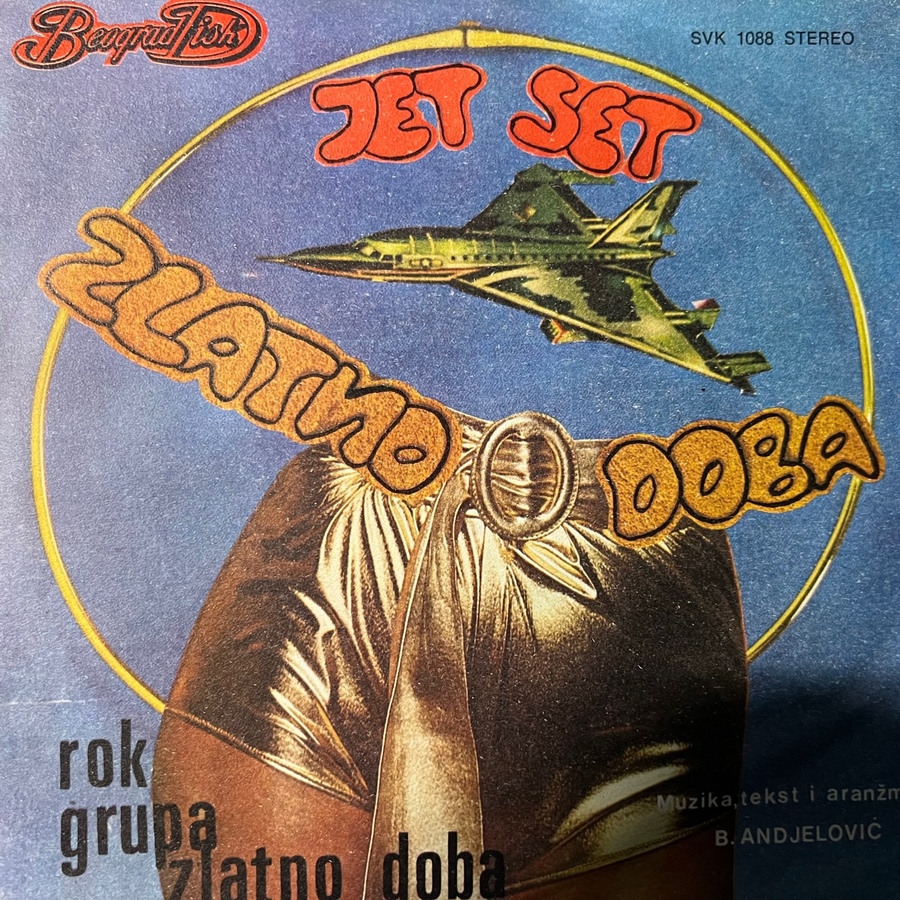 Beograd Disk
SVK 1088 STEREO
JET SET
ZLATNO
DOBA
rok
grupa
zlatno doba
Muzika, tekst i aranžm
B. ANDJELOVIĆ